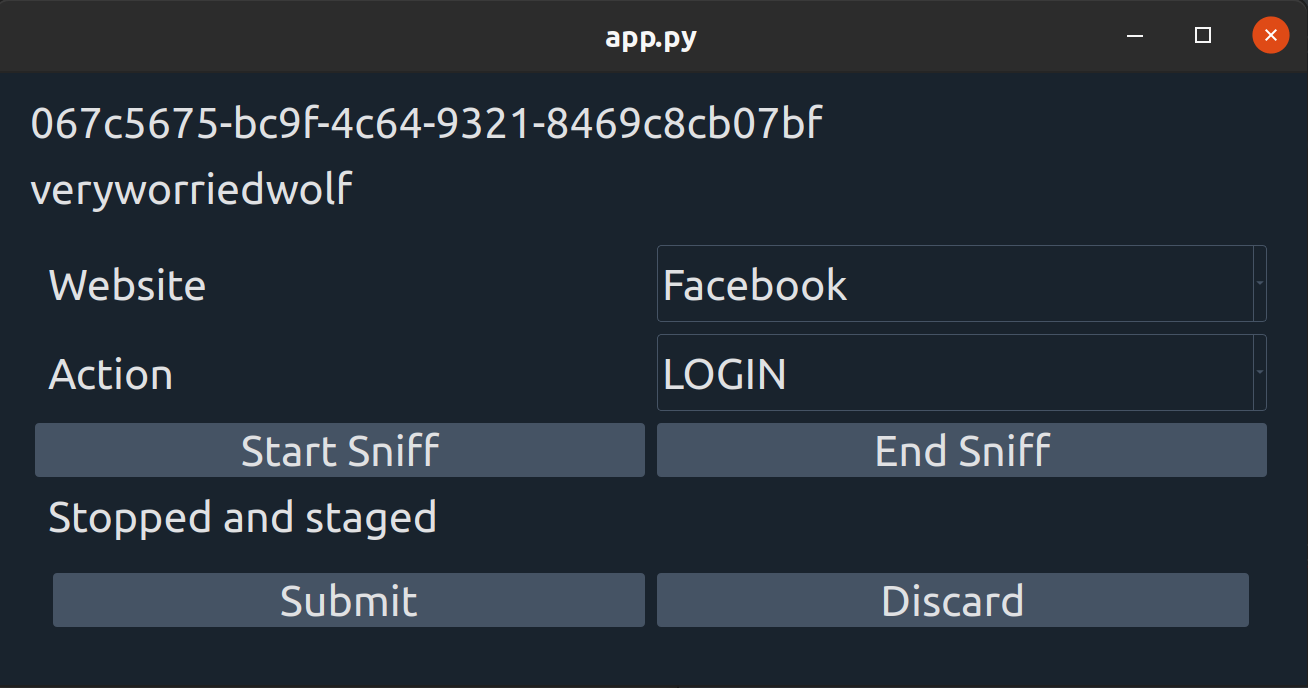 app.py
067c5675-bc9f-4c64-9321-8469c8cb07bf
veryworriedwolf
Website Facebook
Action LOGIN
Start Sniff End Sniff
Stopped and staged
Submit Discard